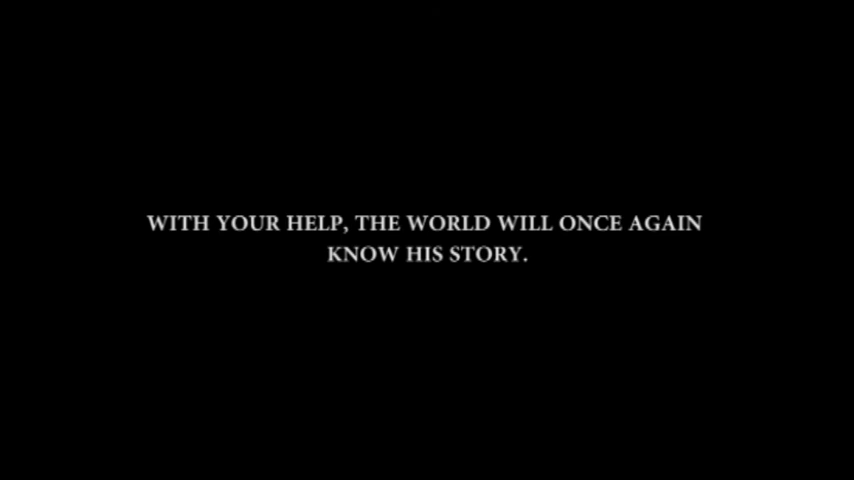 WITH YOUR HELP, THE WORLD WILL ONCE AGAIN
KNOW HIS STORY.